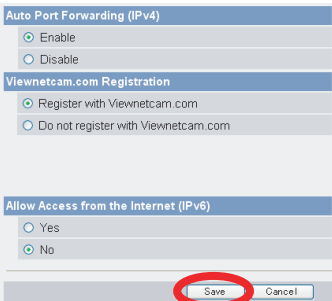 Auto Port Forwarding (IPv4)
Enable
Disable
Viewnetcam.com Registration
Register with Viewnetcam.com
Do not register with Viewnetcam.com
Allow Access from the Internet (IPv6)
Yes
No
Save Cancel